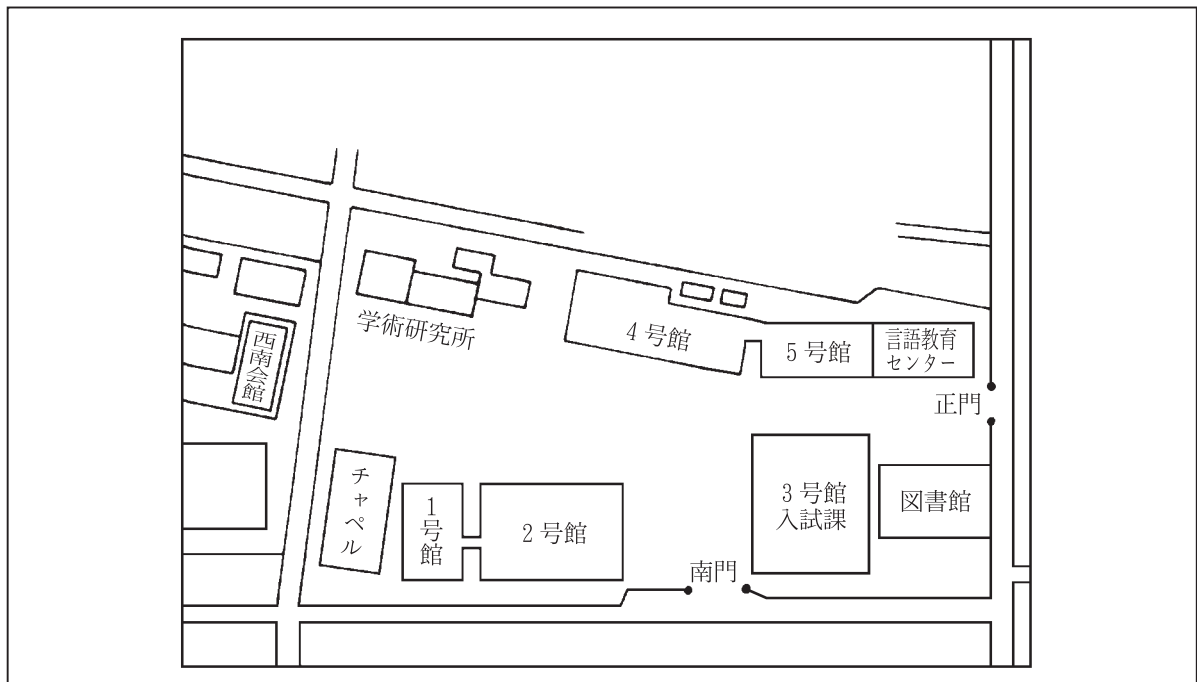 学術研究所
4号館
5号館
言語教育
センター
西南会館
正門
チャペル
1号館
2号館
3号館
入試課
図書館
南門